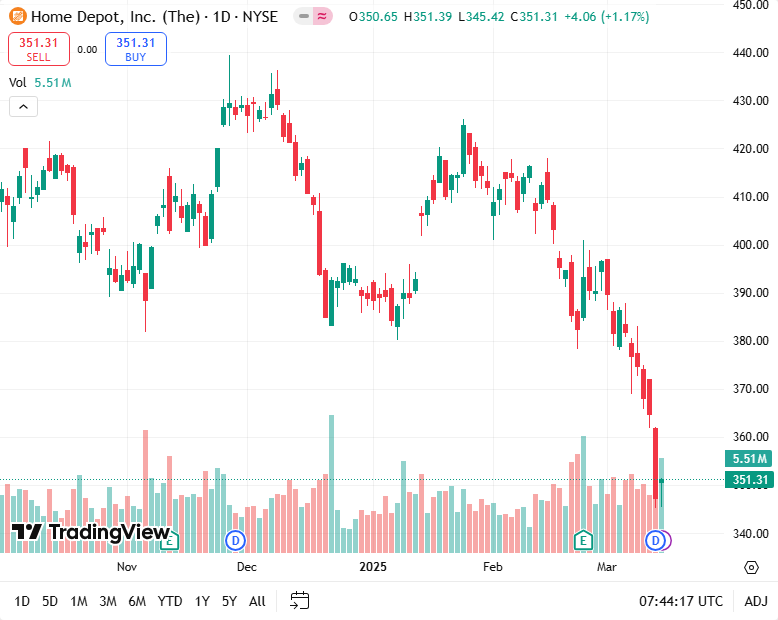 Home Depot, Inc. (The) · 1D · NYSE O350.65 H351.39 L345.42 C351.31 +4.06 (+1.17%)
351.31 SELL 0.00 351.31 BUY
Vol 5.51M
450.00
440.00
430.00
420.00
410.00
400.00
390.00
380.00
370.00
360.00
5.51M
351.31
340.00
TradingView
E D E D
Nov Dec 2025 Feb Mar
1D 5D 1M 3M 6M YTD 1Y 5Y All 07:44:17 UTC ADJ